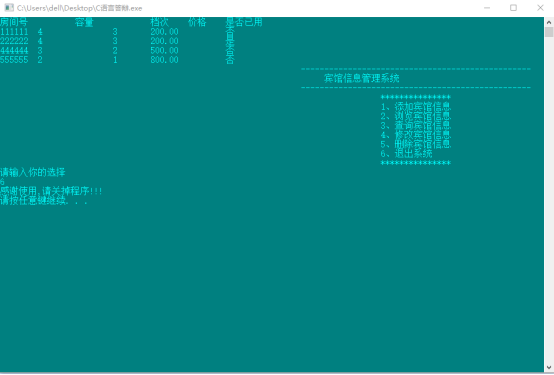 C:\Users\dell\Desktop\C语言宾馆.exe
房间号 容量 档次 价格 是否已用
111111 4 3 200.00 否
222222 4 3 200.00 是
444444 3 2 500.00 是
555555 2 1 800.00 否
--------------------------------------------------
宾馆信息管理系统
--------------------------------------------------
***************
1、添加宾馆信息
2、浏览宾馆信息
3、查询宾馆信息
4、修改宾馆信息
5、删除宾馆信息
6、退出系统
***************
请输入你的选择
6
感谢使用,请关掉程序!!!
请按任意键继续. . .